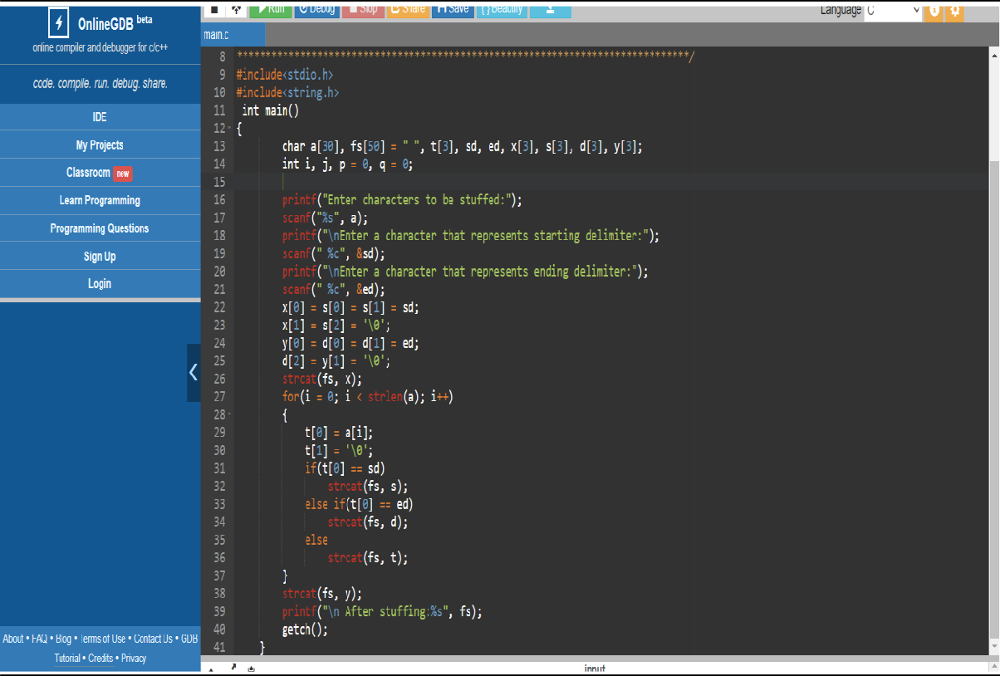 OnlineGDB beta
online compiler and debugger for c/c++
code. compile. run. debug. share.
IDE
My Projects
Classroom new
Learn Programming
Programming Questions
Sign Up
Login
About • FAQ • Blog • Terms of Use • Contact Us • GDB
Tutorial • Credits • Privacy
Run Debug Stop Share Save {} Beautify Language C
main.c
8 *******************************************************************************/
9 #include<stdio.h>
10 #include<string.h>
11 int main()
12 {
13 char a[30], fs[50] = " ", t[3], sd, ed, x[3], s[3], d[3], y[3];
14 int i, j, p = 0, q = 0;
15
16 printf("Enter characters to be stuffed:");
17 scanf("%s", a);
18 printf("\nEnter a character that represents starting delimiter:");
19 scanf(" %c", &sd);
20 printf("\nEnter a character that represents ending delimiter:");
21 scanf(" %c", &ed);
22 x[0] = s[0] = s[1] = sd;
23 x[1] = s[2] = '\0';
24 y[0] = d[0] = d[1] = ed;
25 d[2] = y[1] = '\0';
26 strcat(fs, x);
27 for(i = 0; i < strlen(a); i++)
28 {
29 t[0] = a[i];
30 t[1] = '\0';
31 if(t[0] == sd)
32 strcat(fs, s);
33 else if(t[0] == ed)
34 strcat(fs, d);
35 else
36 strcat(fs, t);
37 }
38 strcat(fs, y);
39 printf("\n After stuffing:%s", fs);
40 getch();
41 }
input